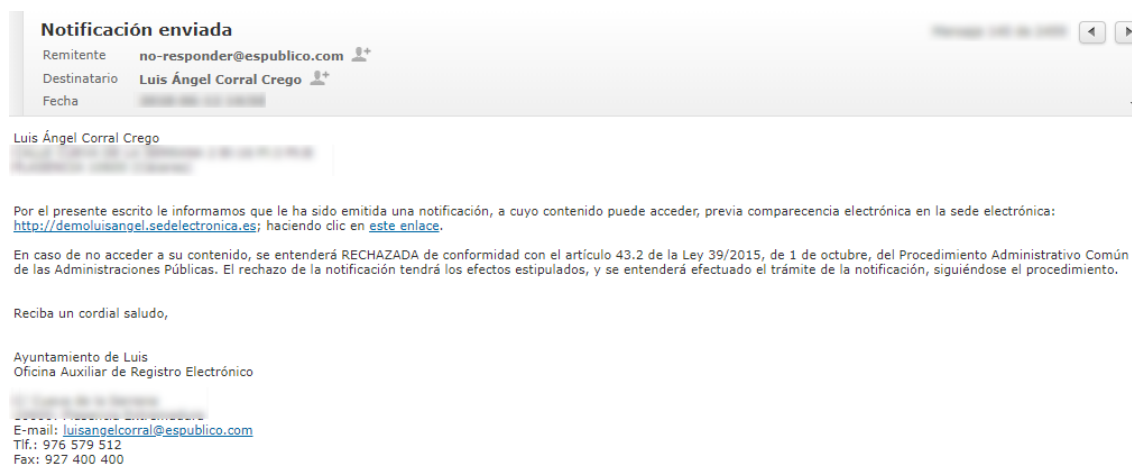 Notificación enviada
Remitente no-responder@espublico.com
Destinatario Luis Ángel Corral Crego
Fecha
Luis Ángel Corral Crego
Por el presente escrito le informamos que le ha sido emitida una notificación, a cuyo contenido puede acceder, previa comparecencia electrónica en la sede electrónica:
http://demoluisangel.sedelectronica.es; haciendo clic en este enlace.
En caso de no acceder a su contenido, se entenderá RECHAZADA de conformidad con el artículo 43.2 de la Ley 39/2015, de 1 de octubre, del Procedimiento Administrativo Común
de las Administraciones Públicas. El rechazo de la notificación tendrá los efectos estipulados, y se entenderá efectuado el trámite de la notificación, siguiéndose el procedimiento.
Reciba un cordial saludo,
Ayuntamiento de Luis
Oficina Auxiliar de Registro Electrónico
E-mail: luisangelcorral@espublico.com
Tlf.: 976 579 512
Fax: 927 400 400